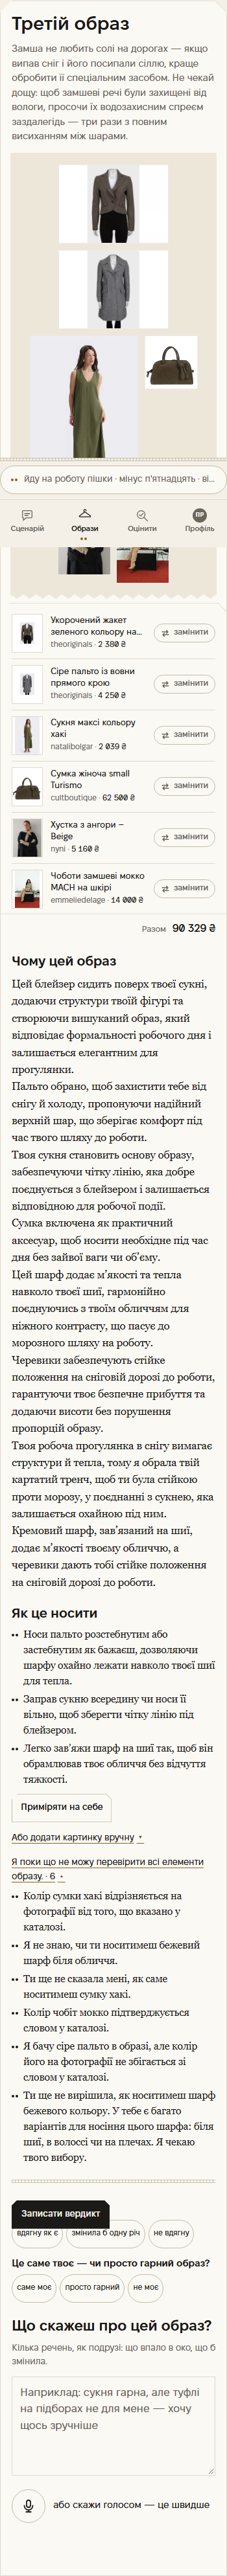 Третій образ
Замша не любить солі на дорогах — якщо
випав сніг і його посипали сіллю, краще
обробити її спеціальним засобом. Не чекай
дощу: щоб замшеві речі були захищені від
вологи, просочи їх водозахисним спреєм
заздалегідь — три рази з повним
висиханням між шарами.
йду на роботу пішки · мінус п'ятнадцять · ві...
Сценарій
Образи
Оцінити
ПР
Профіль
Укорочений жакет
зеленого кольору на...
theoriginals · 2 380 ₴
замінити
Сіре пальто із вовни
прямого крою
theoriginals · 4 250 ₴
замінити
Сукня максі кольору
хакі
natalibolgar · 2 039 ₴
замінити
Сумка жіноча small
Turismo
cultboutique · 62 500 ₴
замінити
Хустка з ангори –
Beige
nyni · 5 160 ₴
замінити
Чоботи замшеві мокко
MACH на шкірі
emmeliedelage · 14 000 ₴
замінити
Разом 90 329 ₴
Чому цей образ
Цей блейзер сидить поверх твоєї сукні,
додаючи структури твоїй фігурі та
створюючи вишуканий образ, який
відповідає формальності робочого дня і
залишається елегантним для
прогулянки.
Пальто обрано, щоб захистити тебе від
снігу й холоду, пропонуючи надійний
верхній шар, що зберігає комфорт під
час твого шляху до роботи.
Твоя сукня становить основу образу,
забезпечуючи чітку лінію, яка добре
поєднується з блейзером і залишається
відповідною для робочої події.
Сумка включена як практичний
аксесуар, щоб носити необхідне під час
дня без зайвої ваги чи об’єму.
Цей шарф додає м’якості та тепла
навколо твоєї шиї, гармонійно
поєднуючись з твоїм обличчям для
ніжного контрасту, що пасує до
морозного шляху на роботу.
Черевики забезпечують стійке
положення на сніговій дорозі до роботи,
гарантуючи твоє безпечне прибуття та
додаючи висоти без порушення
пропорцій образу.
Твоя робоча прогулянка в снігу вимагає
структури й тепла, тому я обрала твій
картатий тренч, щоб ти була стійкою
проти морозу, у поєднанні з сукнею, яка
залишається охайною під ним.
Кремовий шарф, зав’язаний на шиї,
додає м’якості твоєму обличчю, а
черевики дають тобі стійке положення
на сніговій дорозі до роботи.
Як це носити
Носи пальто розстебнутим або
застебнутим як бажаєш, дозволяючи
шарфу охайно лежати навколо твоєї шиї
для тепла.
Заправ сукню всередину чи носи її
вільно, щоб зберегти чітку лінію під
блейзером.
Легко зав'яжи шарф на шиї так, щоб він
обрамлював твоє обличчя без відчуття
тяжкості.
Приміряти на себе
Або додати картинку вручну
Я поки що не можу перевірити всі елементи
образу. · 6
Колір сумки хакі відрізняється на
фотографії від того, що вказано у
каталозі.
Я не знаю, чи ти носитимеш бежевий
шарф біля обличчя.
Ти ще не сказала мені, як саме
носитимеш сумку хакі.
Колір чобіт мокко підтверджується
словом у каталозі.
Я бачу сіре пальто в образі, але колір
його на фотографії не збігається зі
словом у каталозі.
Ти ще не вирішила, як носитимеш шарф
бежевого кольору. У тебе є багато
варіантів для носіння цього шарфа: біля
шиї, в волоссі чи на плечах. Я чекаю
твого вибору.
Записати вердикт
вдягну як є
змінила б одну річ
не вдягну
Це саме твоє — чи просто гарний образ?
саме моє
просто гарний
не моє
Що скажеш про цей образ?
Кілька речень, як подрузі: що впало в око, що б
змінила.
Наприклад: сукня гарна, але туфлі
на підборах не для мене — хочу
щось зручніше
або скажи голосом — це швидше